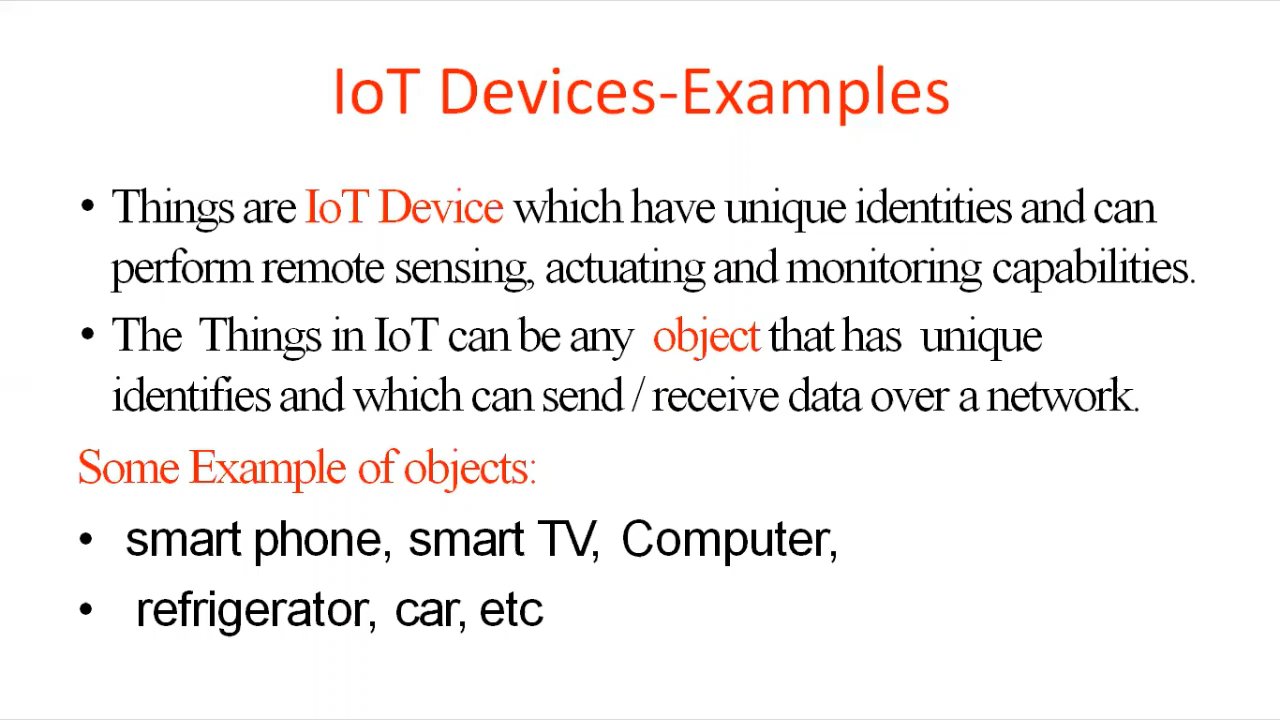 IoT Devices-Examples
• Things are IoT Device which have unique identities and can
perform remote sensing, actuating and monitoring capabilities.
• The Things in IoT can be any object that has unique
identifies and which can send / receive data over a network.
Some Example of objects:
• smart phone, smart TV, Computer,
• refrigerator, car, etc